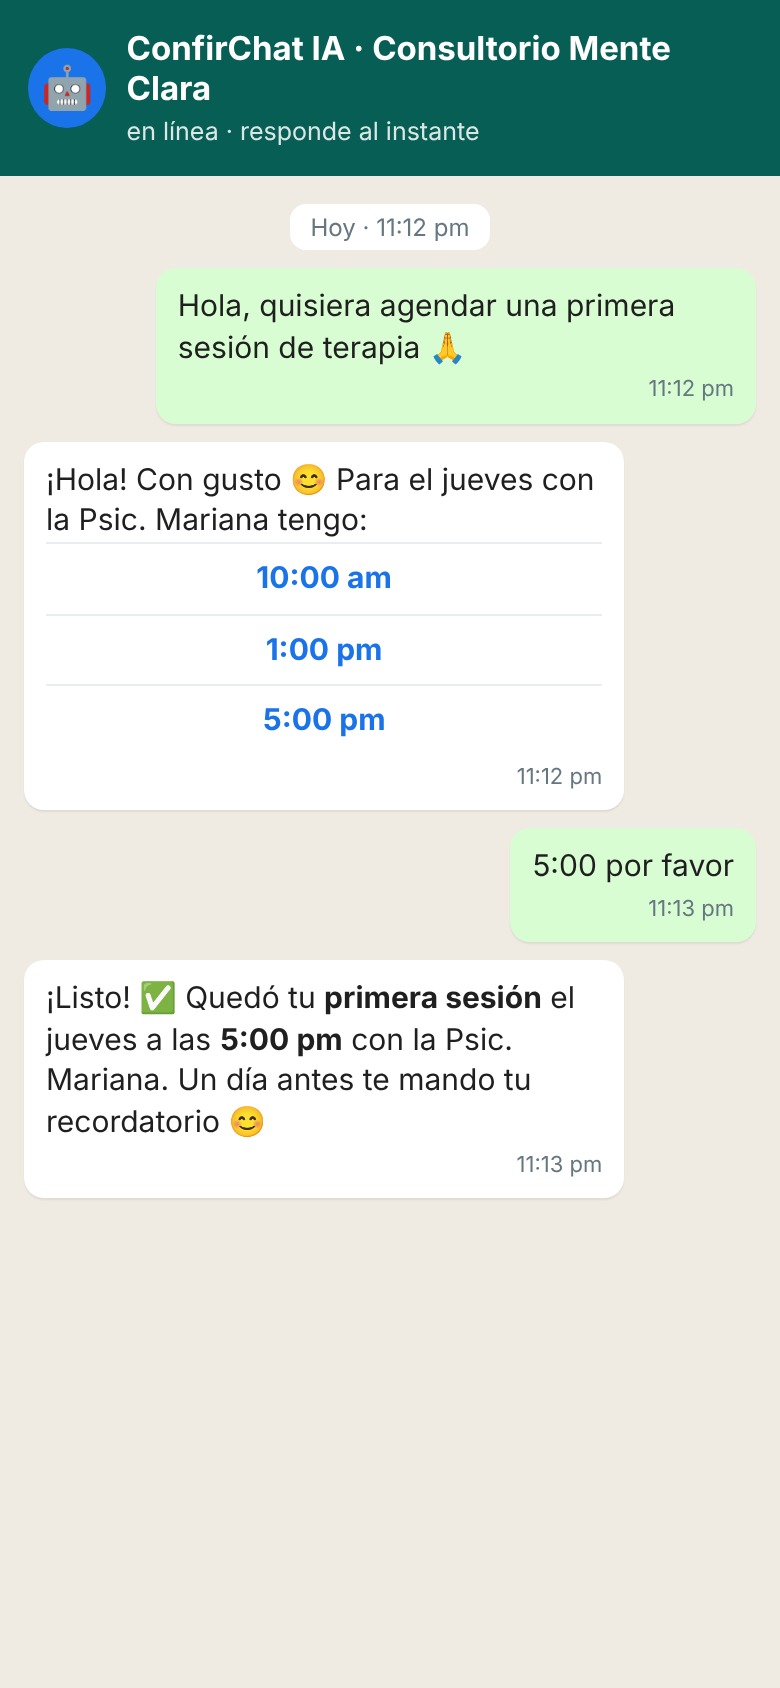 ConfirChat IA · Consultorio Mente
Clara
en línea · responde al instante
Hoy · 11:12 pm
Hola, quisiera agendar una primera
sesión de terapia 🙏
11:12 pm
¡Hola! Con gusto 😊 Para el jueves con
la Psic. Mariana tengo:
10:00 am
1:00 pm
5:00 pm
11:12 pm
5:00 por favor
11:13 pm
¡Listo! ✅ Quedó tu primera sesión el
jueves a las 5:00 pm con la Psic.
Mariana. Un día antes te mando tu
recordatorio 😊
11:13 pm